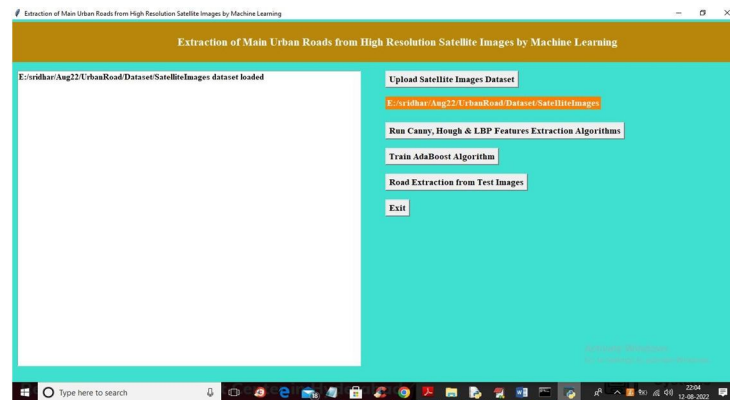 Extraction of Main Urban Roads from High Resolution Satellite Images by Machine Learning
Extraction of Main Urban Roads from High Resolution Satellite Images by Machine Learning
E:/sridhar/Aug22/UrbanRoad/Dataset/SatelliteImages dataset loaded
Upload Satellite Images Dataset
E:/sridhar/Aug22/UrbanRoad/Dataset/SatelliteImages
Run Canny, Hough & LBP Features Extraction Algorithms
Train AdaBoost Algorithm
Road Extraction from Test Images
Exit
Type here to search
22:04
12-08-2022